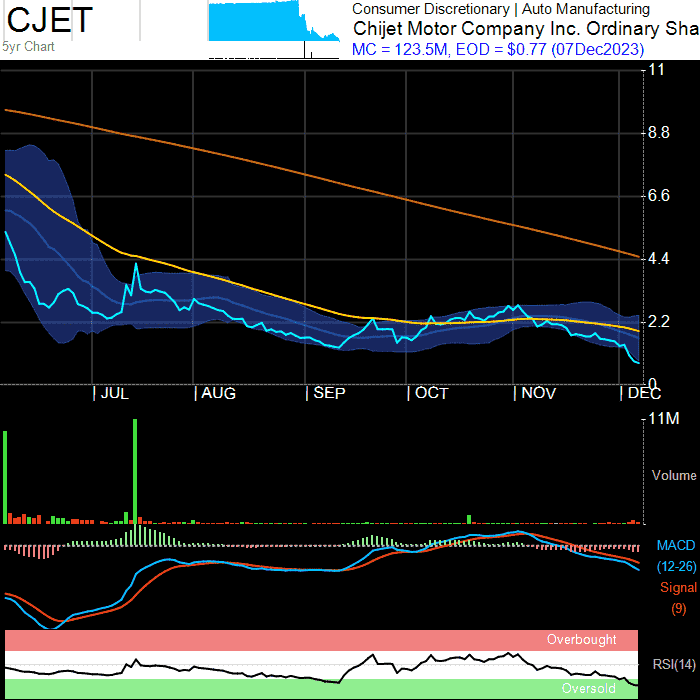 CJET
5yr Chart
Consumer Discretionary | Auto Manufacturing
Chijet Motor Company Inc. Ordinary Sha
MC = 123.5M, EOD = $0.77 (07Dec2023)
11
8.8
6.6
4.4
2.2
0
JUL AUG SEP OCT NOV DEC
11M
Volume
MACD
(12-26)
Signal
(9)
Overbought
RSI(14)
Oversold